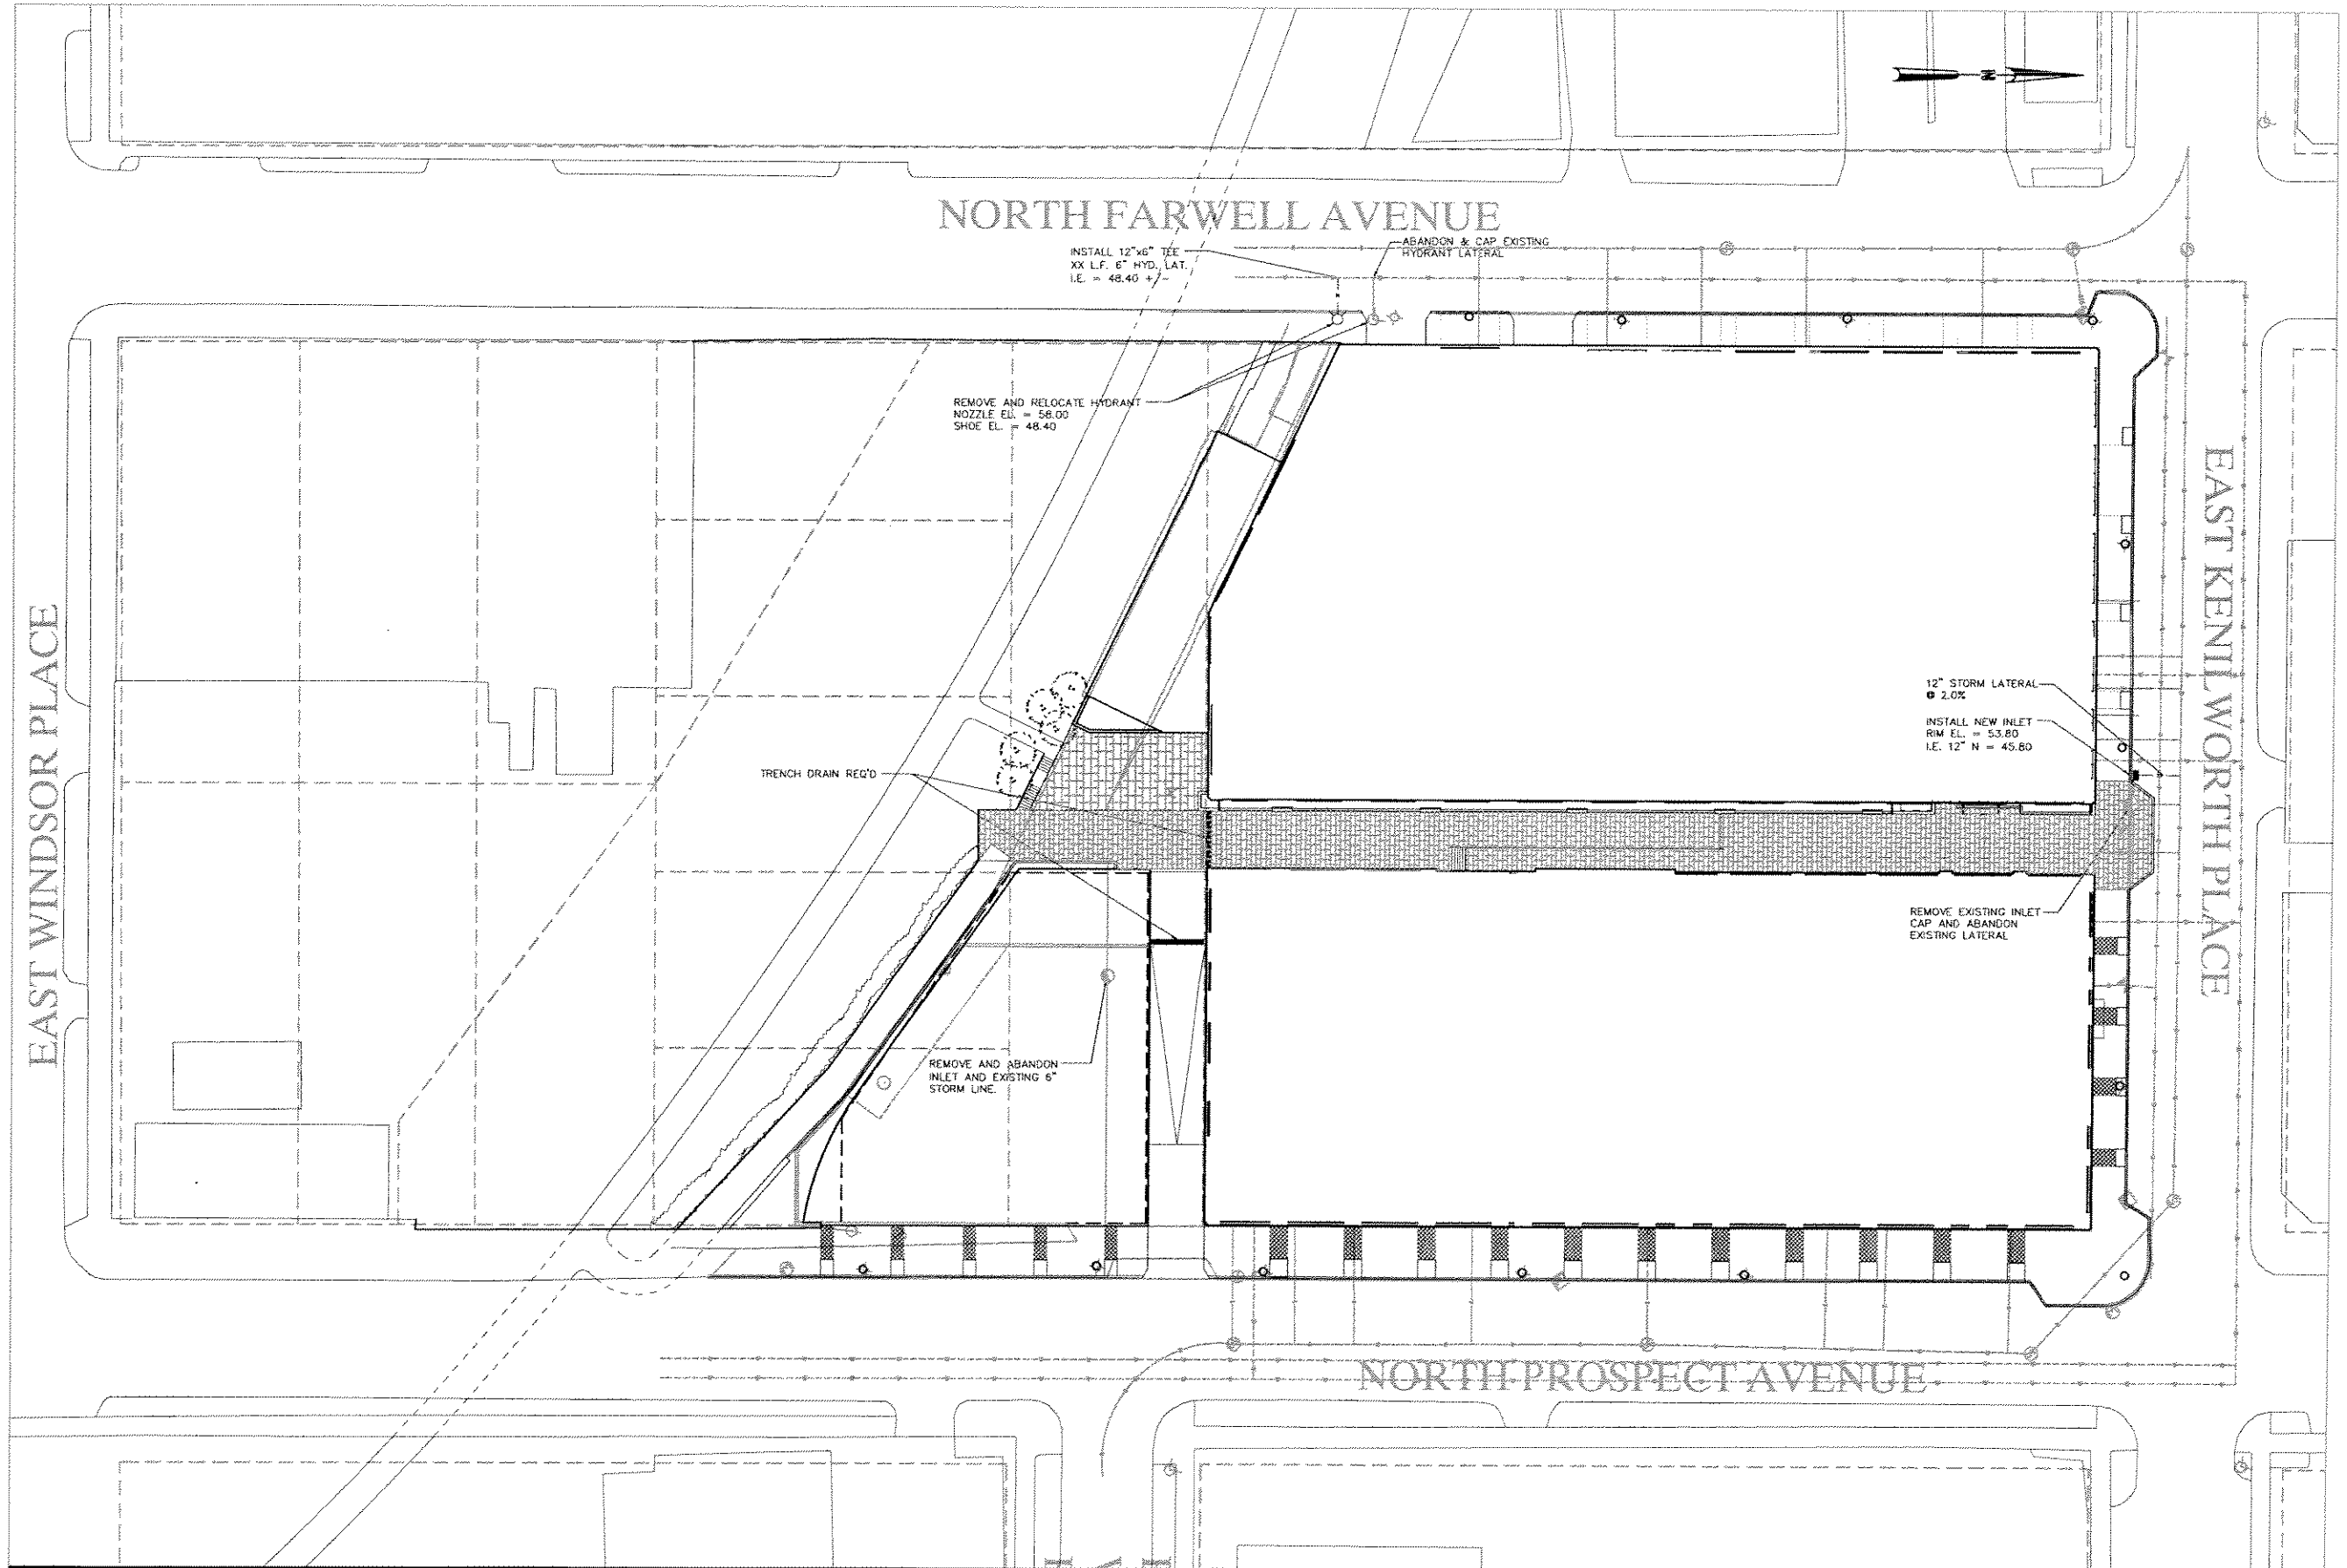 N
NORTH FARWELL AVENUE
INSTALL 12"x6" TEE
XX L.F. 6" HYD. LAT.
I.E. = 48.40 +/-
ABANDON & CAP EXISTING
HYDRANT LATERAL
REMOVE AND RELOCATE HYDRANT
NOZZLE EL. = 58.00
SHOE EL. = 48.40
EAST KENILWORTH PLACE
EAST WINDSOR PLACE
12" STORM LATERAL
@ 2.0%
INSTALL NEW INLET
RIM EL. = 53.80
I.E. 12" N = 45.80
TRENCH DRAIN REQ'D
REMOVE EXISTING INLET
CAP AND ABANDON
EXISTING LATERAL
REMOVE AND ABANDON
INLET AND EXISTING 6"
STORM LINE.
NORTH PROSPECT AVENUE